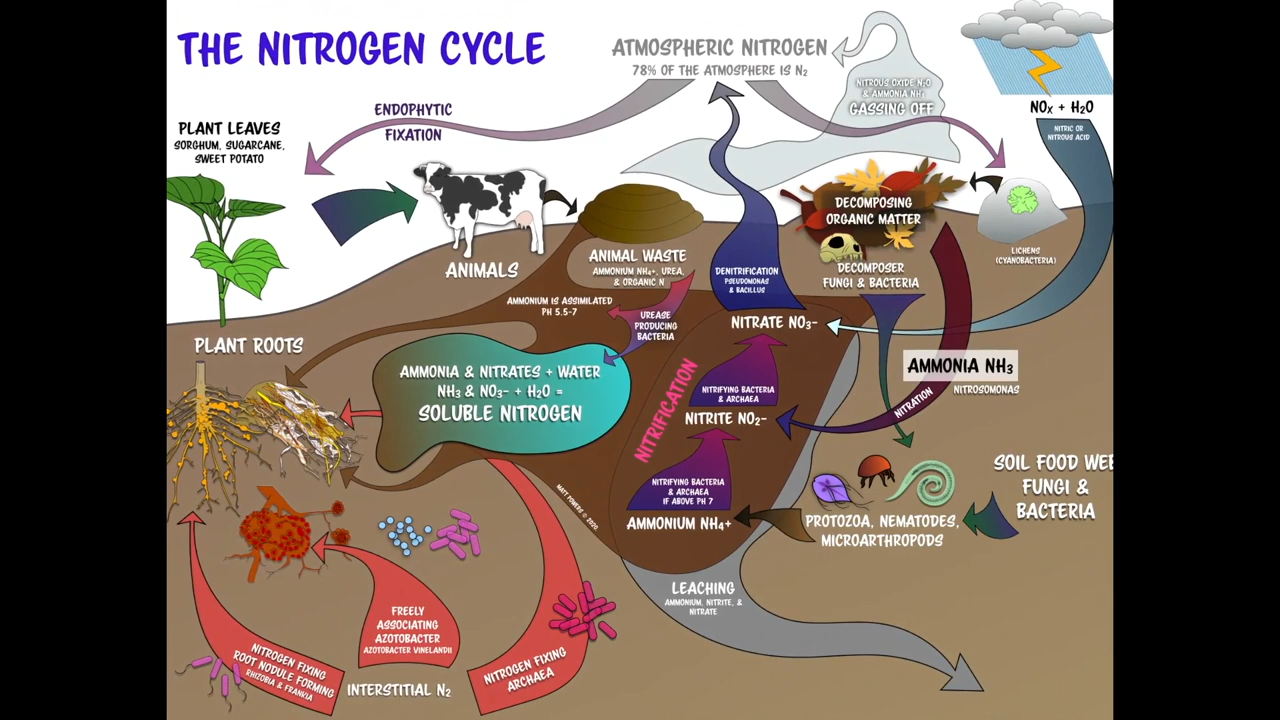 THE NITROGEN CYCLE
ATMOSPHERIC NITROGEN
78% OF THE ATMOSPHERE IS N₂
NITROUS OXIDE N₂O
& AMMONIA NH₃
GASSING OFF
NOₓ + H₂O
NITRIC OR
NITROUS ACID
ENDOPHYTIC
FIXATION
PLANT LEAVES
SORGHUM, SUGARCANE,
SWEET POTATO
ANIMALS
ANIMAL WASTE
AMMONIUM NH₄+, UREA,
& ORGANIC N
DECOMPOSING
ORGANIC MATTER
DECOMPOSER
FUNGI & BACTERIA
LICHENS
(CYANOBACTERIA)
DENITRIFICATION
PSEUDOMONAS
& BACILLUS
AMMONIUM IS ASSIMILATED
PH 5.5-7
UREASE
PRODUCING
BACTERIA
NITRATE NO₃-
PLANT ROOTS
AMMONIA & NITRATES + WATER
NH₃ & NO₃- + H₂O =
SOLUBLE NITROGEN
NITRIFICATION
NITRIFYING BACTERIA
& ARCHAEA
NITRITE NO₂-
AMMONIA NH₃
NITRATION
NITROSOMONAS
NITRIFYING BACTERIA
& ARCHAEA
IF ABOVE PH 7
AMMONIUM NH₄+
PROTOZOA, NEMATODES,
MICROARTHROPODS
SOIL FOOD WEB
FUNGI &
BACTERIA
MATT POWERS © 2020
LEACHING
AMMONIUM, NITRITE, &
NITRATE
FREELY
ASSOCIATING
AZOTOBACTER
AZOTOBACTER VINELANDII
NITROGEN FIXING
ROOT NODULE FORMING
RHIZOBIA & FRANKIA
INTERSTITIAL N₂
NITROGEN FIXING
ARCHAEA